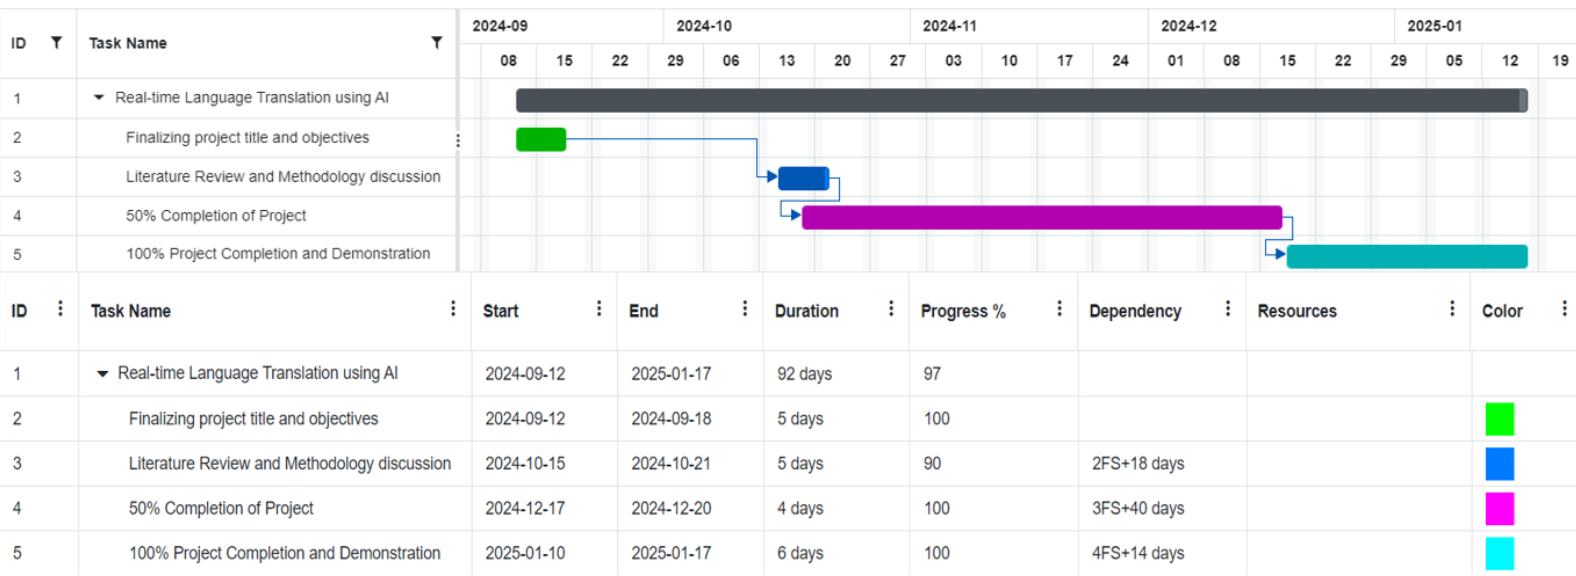 2024-09 2024-10 2024-11 2024-12 2025-01
ID Task Name
08 15 22 29 06 13 20 27 03 10 17 24 01 08 15 22 29 05 12 19
1 Real-time Language Translation using AI
2 Finalizing project title and objectives
3 Literature Review and Methodology discussion
4 50% Completion of Project
5 100% Project Completion and Demonstration
ID Task Name Start End Duration Progress % Dependency Resources Color
1 Real-time Language Translation using AI 2024-09-12 2025-01-17 92 days 97
2 Finalizing project title and objectives 2024-09-12 2024-09-18 5 days 100
3 Literature Review and Methodology discussion 2024-10-15 2024-10-21 5 days 90 2FS+18 days
4 50% Completion of Project 2024-12-17 2024-12-20 4 days 100 3FS+40 days
5 100% Project Completion and Demonstration 2025-01-10 2025-01-17 6 days 100 4FS+14 days